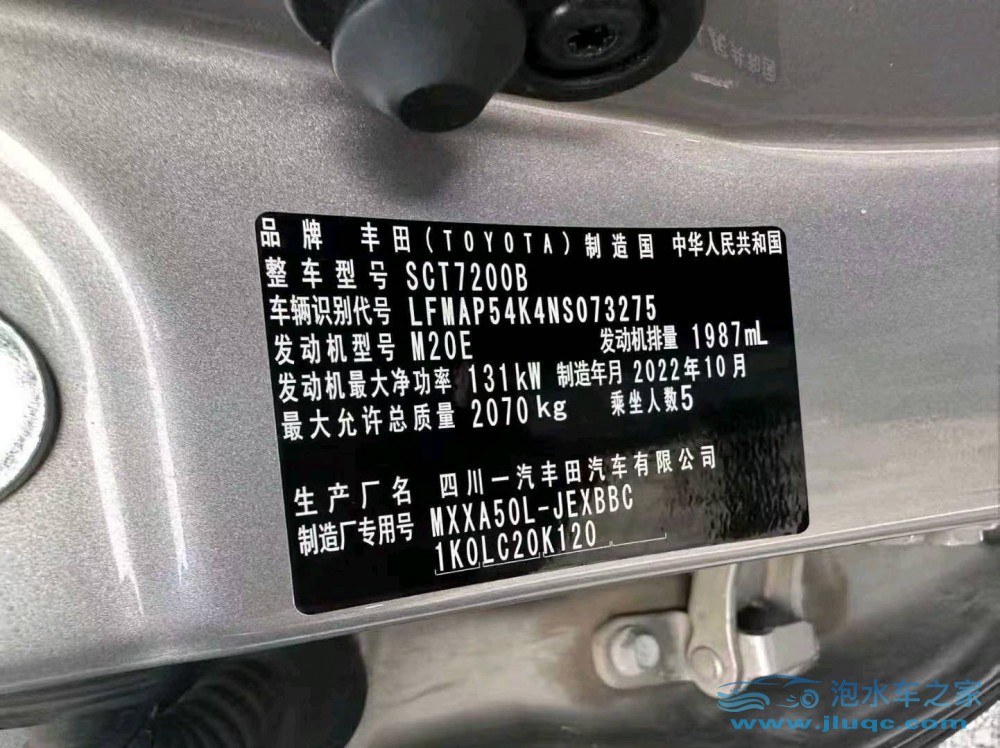 品牌 丰田(TOYOTA) 制造国 中华人民共和国
整车型号 SCT7200B
车辆识别代号 LFMAP54K4NS073275
发动机型号 M20E 发动机排量 1987mL
发动机最大净功率 131kW 制造年月 2022年10月
最大允许总质量 2070kg 乘坐人数5
生产厂名 四川一汽丰田汽车有限公司
制造厂专用号 MXXA50L-JEXBBC
1K0LC20K120
泡水车之家
www.jluqc.com